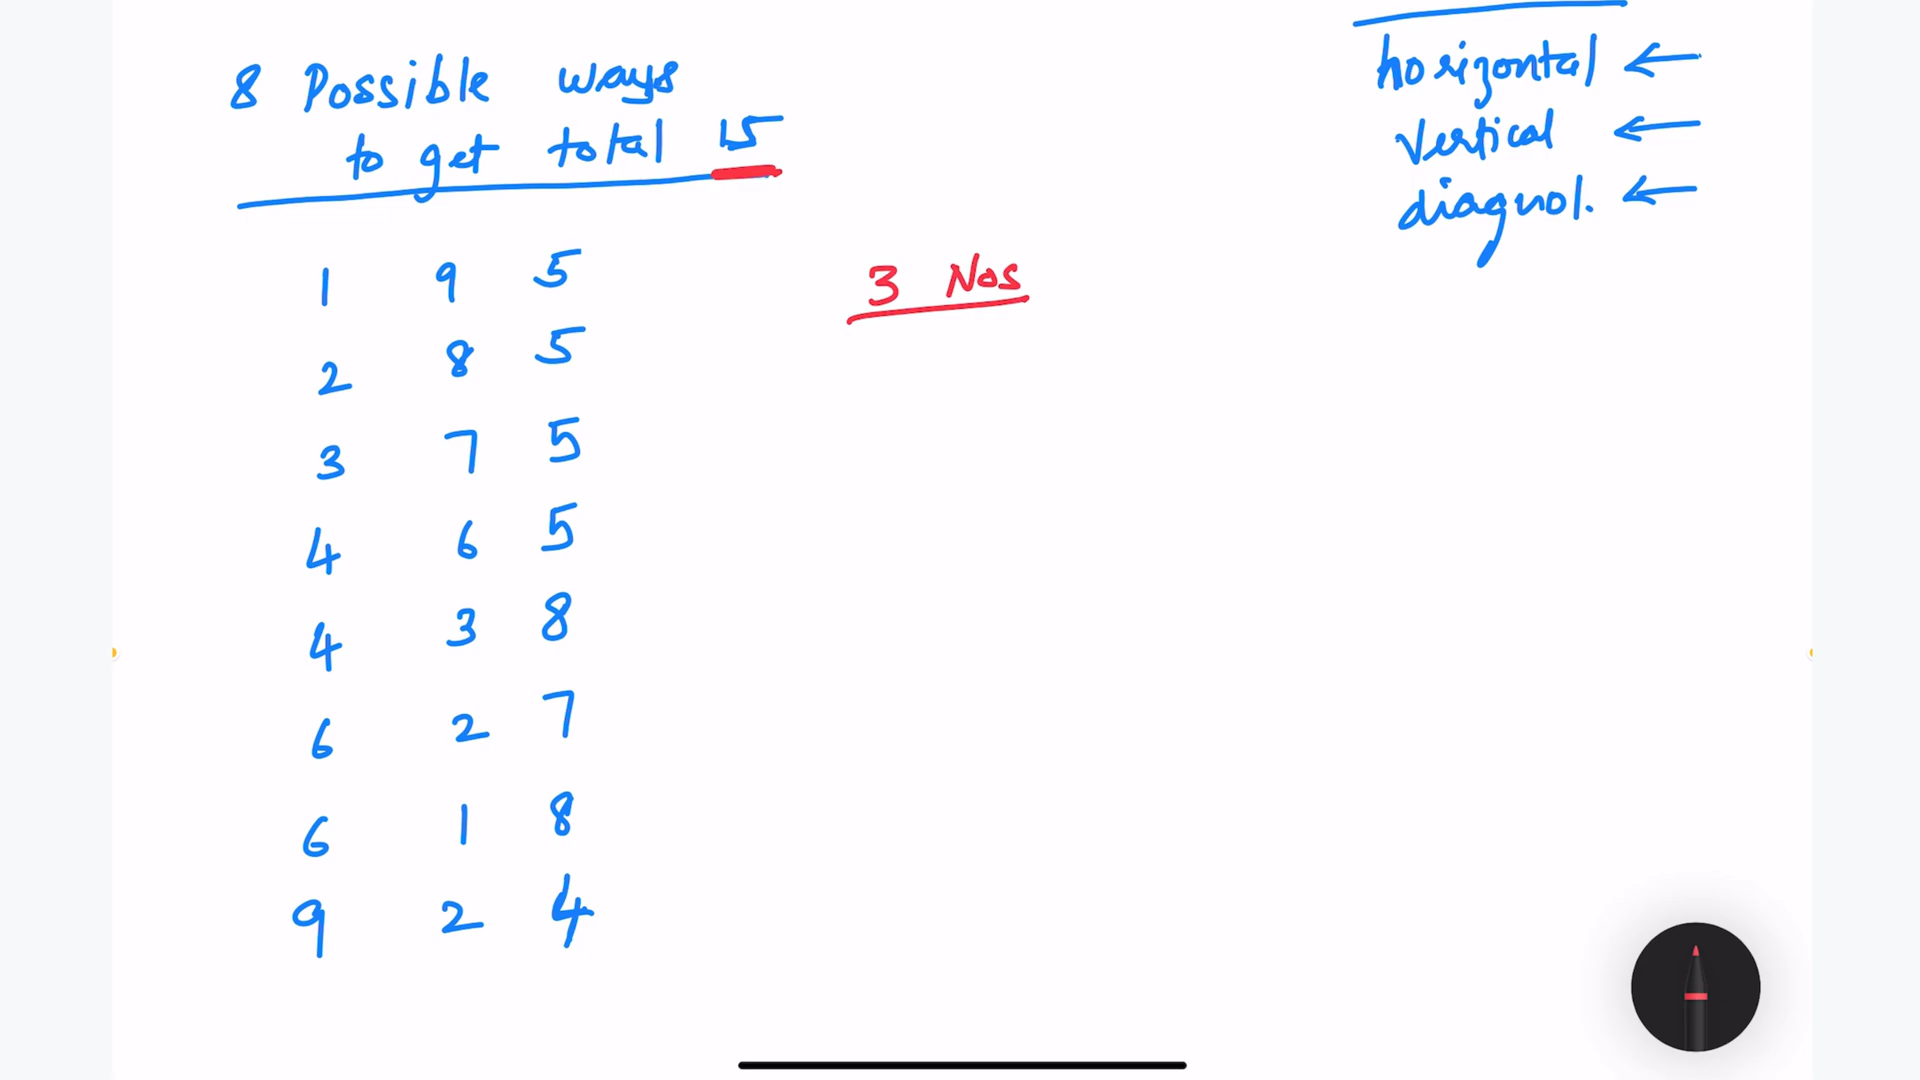 8 Possible ways
to get total 15
horizontal ←
Vertical ←
diagnol. ←
3 Nos
1 9 5
2 8 5
3 7 5
4 6 5
4 3 8
6 2 7
6 1 8
9 2 4